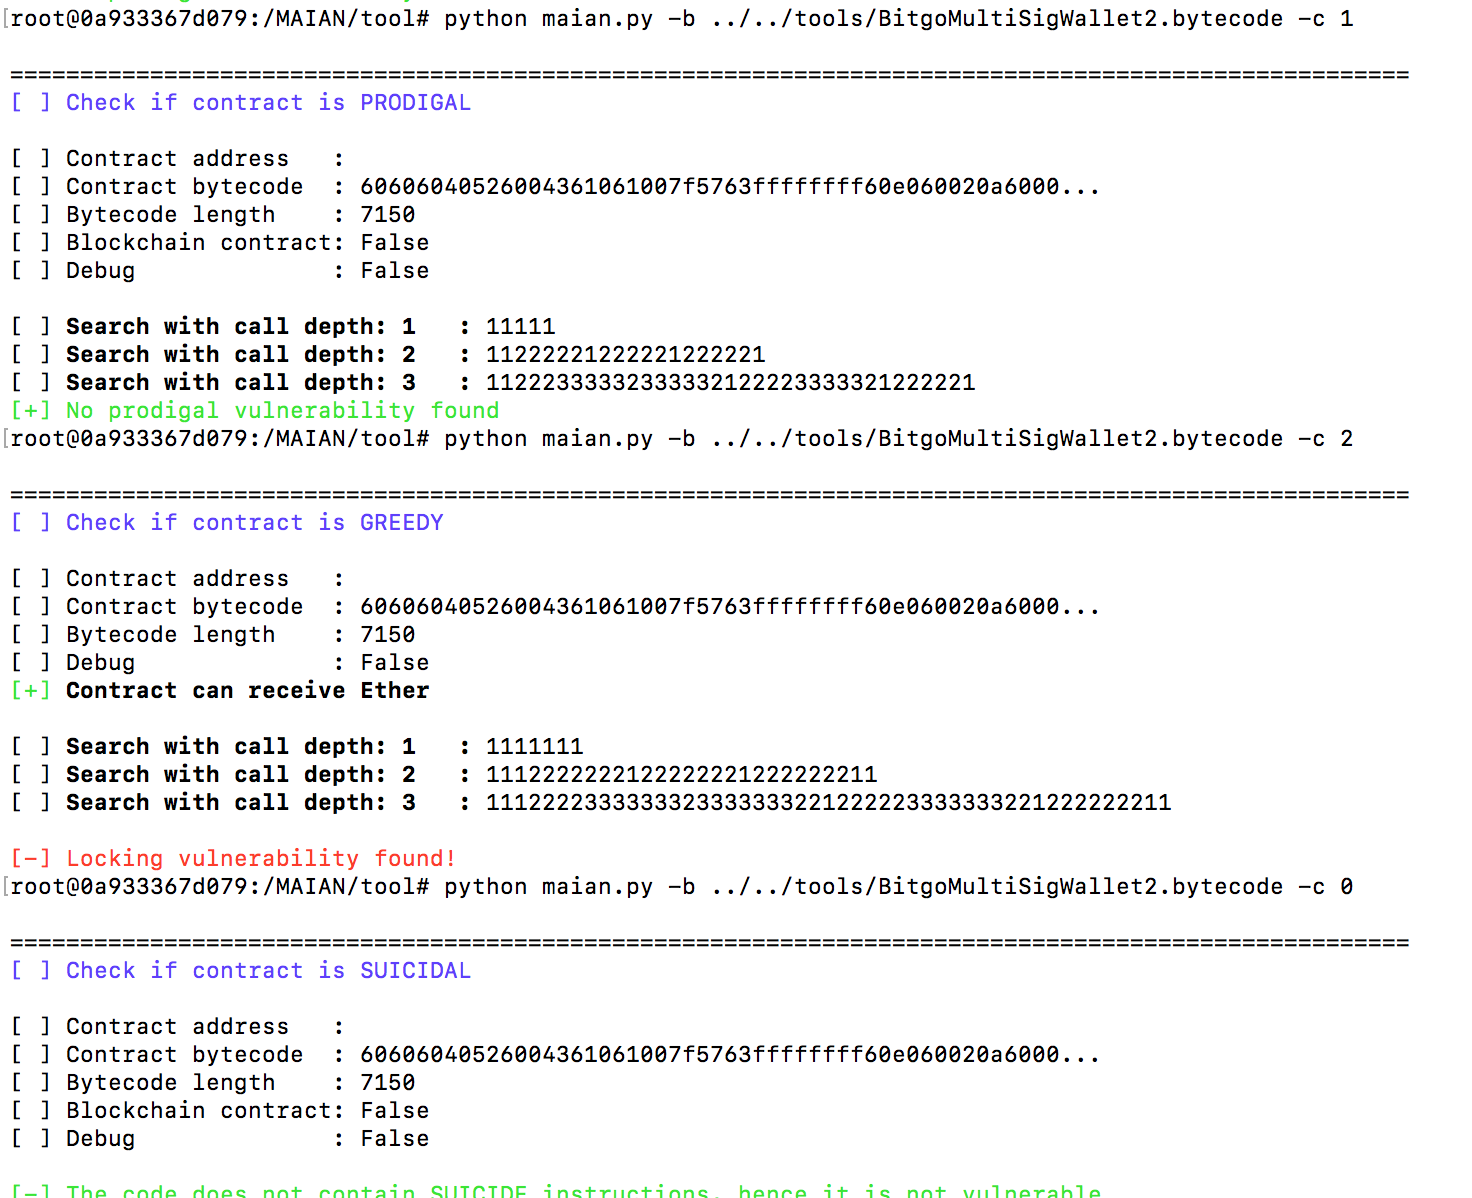 [root@0a933367d079:/MAIAN/tool# python maian.py -b ../../tools/BitgoMultiSigWallet2.bytecode -c 1
====================================================================================================
[ ] Check if contract is PRODIGAL
[ ] Contract address   :
[ ] Contract bytecode  : 60606040526004361061007f5763ffffffff60e060020a6000...
[ ] Bytecode length    : 7150
[ ] Blockchain contract: False
[ ] Debug              : False
[ ] Search with call depth: 1   : 11111
[ ] Search with call depth: 2   : 11222221222221222221
[ ] Search with call depth: 3   : 11222333332333332122223333321222221
[+] No prodigal vulnerability found
[root@0a933367d079:/MAIAN/tool# python maian.py -b ../../tools/BitgoMultiSigWallet2.bytecode -c 2
====================================================================================================
[ ] Check if contract is GREEDY
[ ] Contract address   :
[ ] Contract bytecode  : 60606040526004361061007f5763ffffffff60e060020a6000...
[ ] Bytecode length    : 7150
[ ] Debug              : False
[+] Contract can receive Ether
[ ] Search with call depth: 1   : 1111111
[ ] Search with call depth: 2   : 1112222222122222221222222211
[ ] Search with call depth: 3   : 1112222333333323333333221222223333333221222222211
[-] Locking vulnerability found!
[root@0a933367d079:/MAIAN/tool# python maian.py -b ../../tools/BitgoMultiSigWallet2.bytecode -c 0
====================================================================================================
[ ] Check if contract is SUICIDAL
[ ] Contract address   :
[ ] Contract bytecode  : 60606040526004361061007f5763ffffffff60e060020a6000...
[ ] Bytecode length    : 7150
[ ] Blockchain contract: False
[ ] Debug              : False
[-] The code does not contain SUICIDE instructions, hence it is not vulnerable